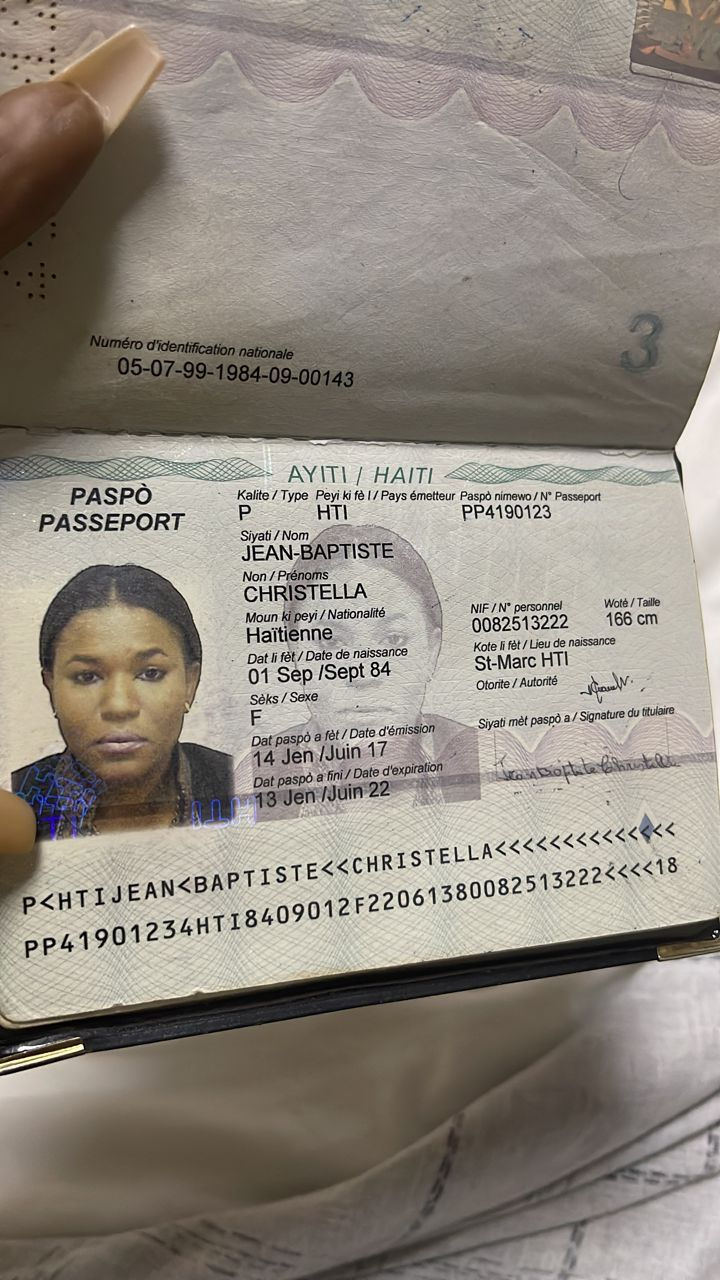 3
Numéro d'identification nationale
05-07-99-1984-09-00143
AYITI / HAITI
PASPÒ
PASSEPORT
Kalite / Type Peyi ki fè l / Pays émetteur Paspò nimewo / N° Passeport
P HTI PP4190123
Siyati / Nom
JEAN-BAPTISTE
Non / Prénoms
CHRISTELLA
Moun ki peyi / Nationalité
Haïtienne
NIF / N° personnel Wotè / Taille
0082513222 166 cm
Dat li fèt / Date de naissance
01 Sep /Sept 84
Kote li fèt / Lieu de naissance
St-Marc HTI
Sèks / Sexe
F
Otorite / Autorité
Dat paspò a fèt / Date d'émission
14 Jen /Juin 17
Siyati mèt paspò a / Signature du titulaire
Jean Baptiste Christella
Dat paspò a fini / Date d'expiration
13 Jen /Juin 22
HTI
P<HTIJEAN<BAPTISTE<<CHRISTELLA<<<<<<<<<<<<<<
PP41901234HTI8409012F22061380082513222<<<<18